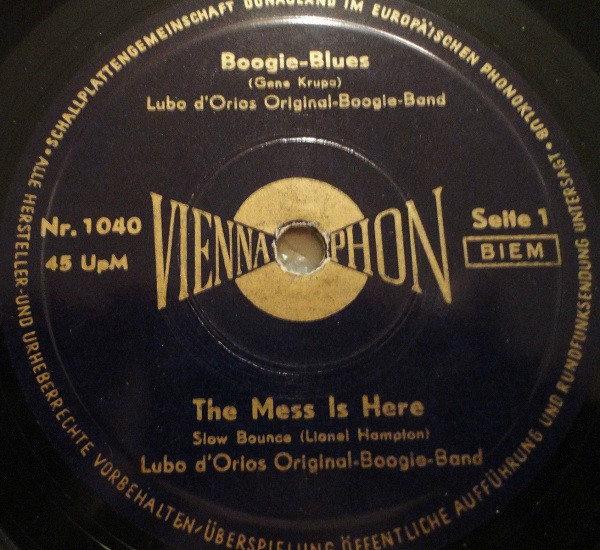 SCHALLPLATTENGEMEINSCHAFT DONAULAND IM EUROPÄISCHEN PHONOKLUB • ALLE HERSTELLER-UND URHEBERRECHTE VORBEHALTEN/ÜBERSPIELUNG ÖFFENTLICHE AUFFÜHRUNG UND RUNDFUNKSENDUNG UNTERSAGT •
Boogie-Blues
(Gene Krupa)
Lubo d'Orios Original-Boogie-Band
Nr. 1040
45 UpM
VIENNAPHON
Seite 1
BIEM
The Mess Is Here
Slow Bounce (Lionel Hampton)
Lubo d'Orios Original-Boogie-Band